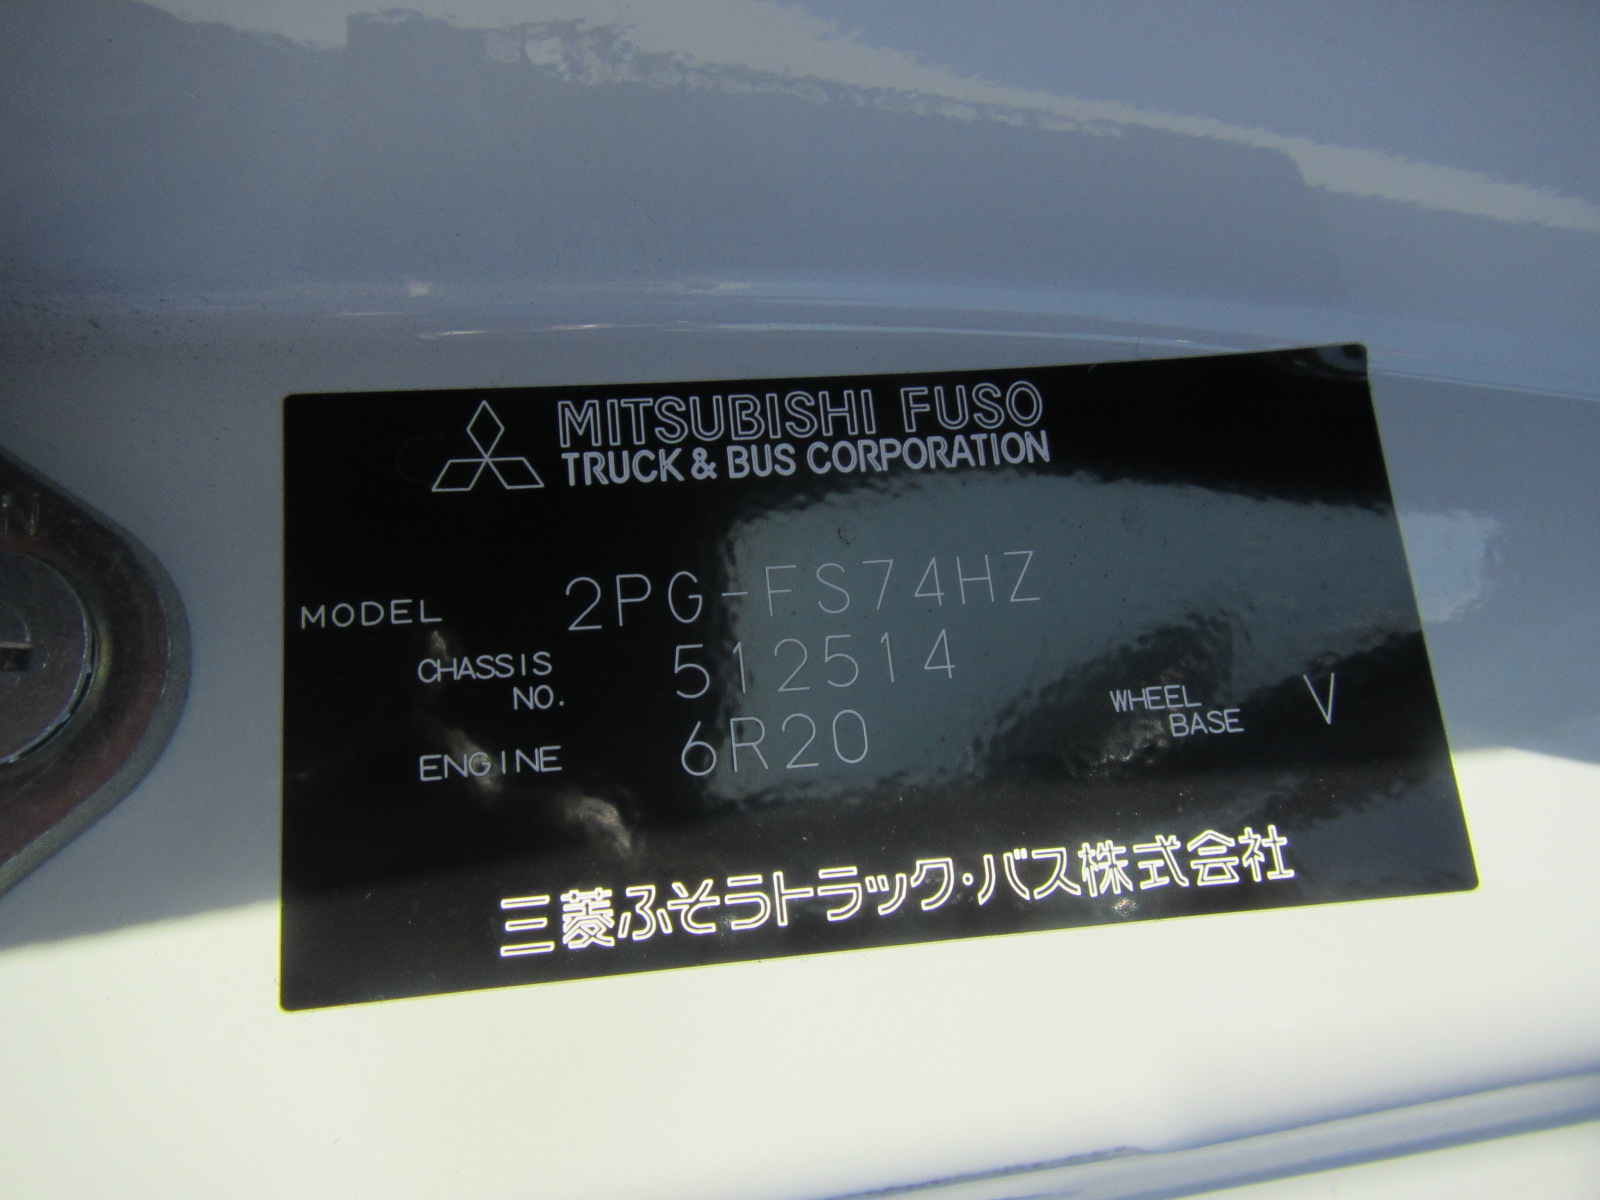 MITSUBISHI FUSO
TRUCK & BUS CORPORATION
MODEL 2PG-FS74HZ
CHASSIS NO. 512514
ENGINE 6R20
WHEEL BASE V
三菱ふそうトラック・バス株式会社